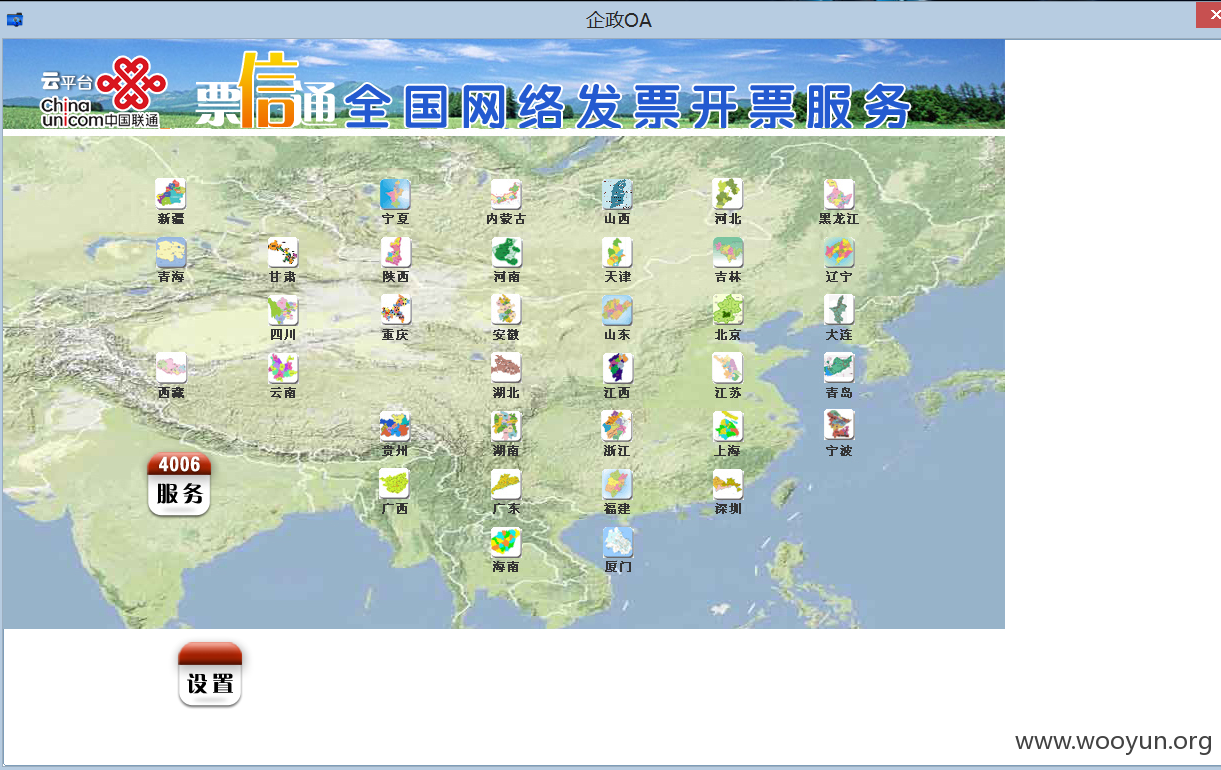 企政OA
云平台
China
unicom中国联通
票信通全国网络发票开票服务
新疆 宁夏 内蒙古 山西 河北 黑龙江
青海 甘肃 陕西 河南 天津 吉林 辽宁
四川 重庆 安徽 山东 北京 大连
西藏 云南 湖北 江西 江苏 青岛
贵州 湖南 浙江 上海 宁波
4006
服务
广西 广东 福建 深圳
海南 厦门
设置
www.wooyun.org